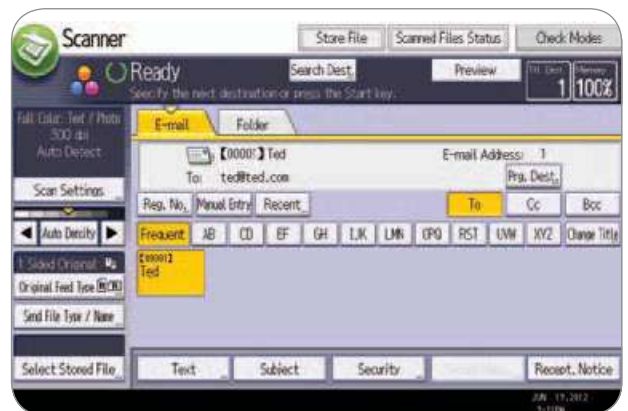 Scanner
Store File
Scanned Files Status
Check Modes
Ready
Search Dest.
Preview
1
100%
Specify the next destination or press the Start key.
Full Color: Text / Photo
300 dpi
Auto Detect
Scan Settings
E-mail
Folder
【00001】Ted
E-mail Address: 1
To: ted@ted.com
Prg. Dest.
Reg. No.
Manual Entry
Recent
To
Cc
Bcc
Auto Density
Frequent
AB
CD
EF
GH
IJK
LMN
OPQ
RST
UVW
XYZ
Change Title
1 Sided Original
【00001】
Ted
Original Feed Type
Send File Type / Name
Select Stored File
Text
Subject
Security
Recept. Notice
JUN 19,2012